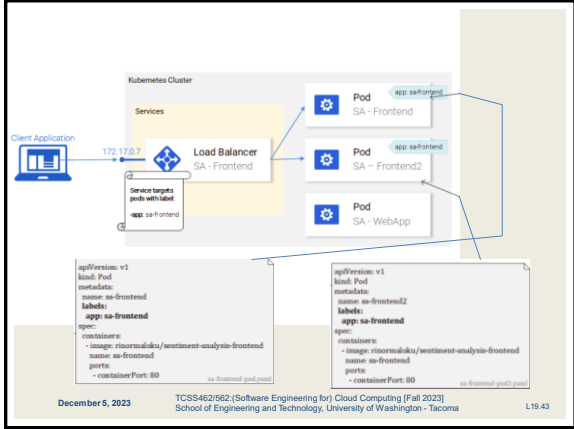 Kubernetes Cluster
Services
Client Application
172.17.0.7
Load Balancer
SA - Frontend
Service targets
pods with label:
-app: sa-frontend
Pod
SA - Frontend
app: sa-frontend
Pod
SA – Frontend2
app: sa-frontend
Pod
SA - WebApp
apiVersion: v1
kind: Pod
metadata:
name: sa-frontend
labels:
app: sa-frontend
spec:
containers:
- image: rinormaloku/sentiment-analysis-frontend
name: sa-frontend
ports:
- containerPort: 80
sa-frontend-pod.yaml
apiVersion: v1
kind: Pod
metadata:
name: sa-frontend2
labels:
app: sa-frontend
spec:
containers:
- image: rinormaloku/sentiment-analysis-frontend
name: sa-frontend
ports:
- containerPort: 80
sa-frontend-pod2.yaml
December 5, 2023
TCSS462/562:(Software Engineering for) Cloud Computing [Fall 2023]
School of Engineering and Technology, University of Washington - Tacoma
L19.43